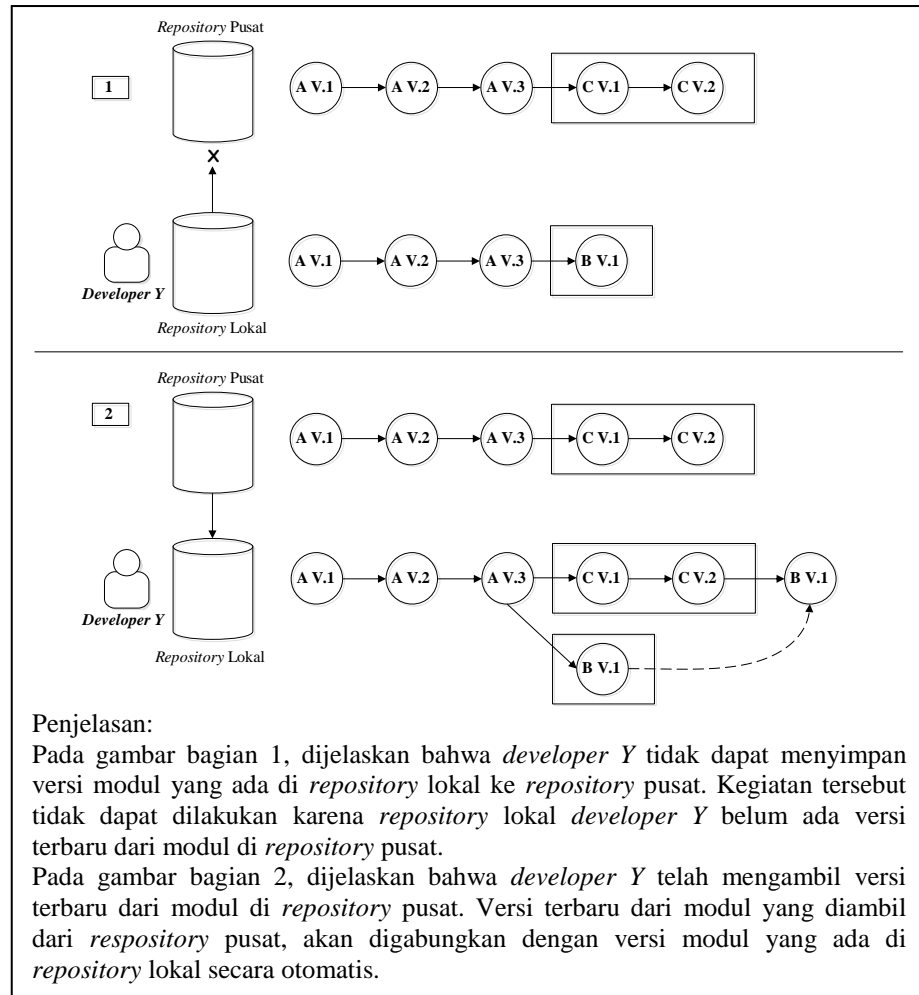 Repository Pusat
1
A V.1 A V.2 A V.3 C V.1 C V.2
X
A V.1 A V.2 A V.3 B V.1
Developer Y
Repository Lokal
Repository Pusat
2
A V.1 A V.2 A V.3 C V.1 C V.2
A V.1 A V.2 A V.3 C V.1 C V.2 B V.1
Developer Y
Repository Lokal
B V.1
Penjelasan:
Pada gambar bagian 1, dijelaskan bahwa developer Y tidak dapat menyimpan
versi modul yang ada di repository lokal ke repository pusat. Kegiatan tersebut
tidak dapat dilakukan karena repository lokal developer Y belum ada versi
terbaru dari modul di repository pusat.
Pada gambar bagian 2, dijelaskan bahwa developer Y telah mengambil versi
terbaru dari modul di repository pusat. Versi terbaru dari modul yang diambil
dari respository pusat, akan digabungkan dengan versi modul yang ada di
repository lokal secara otomatis.